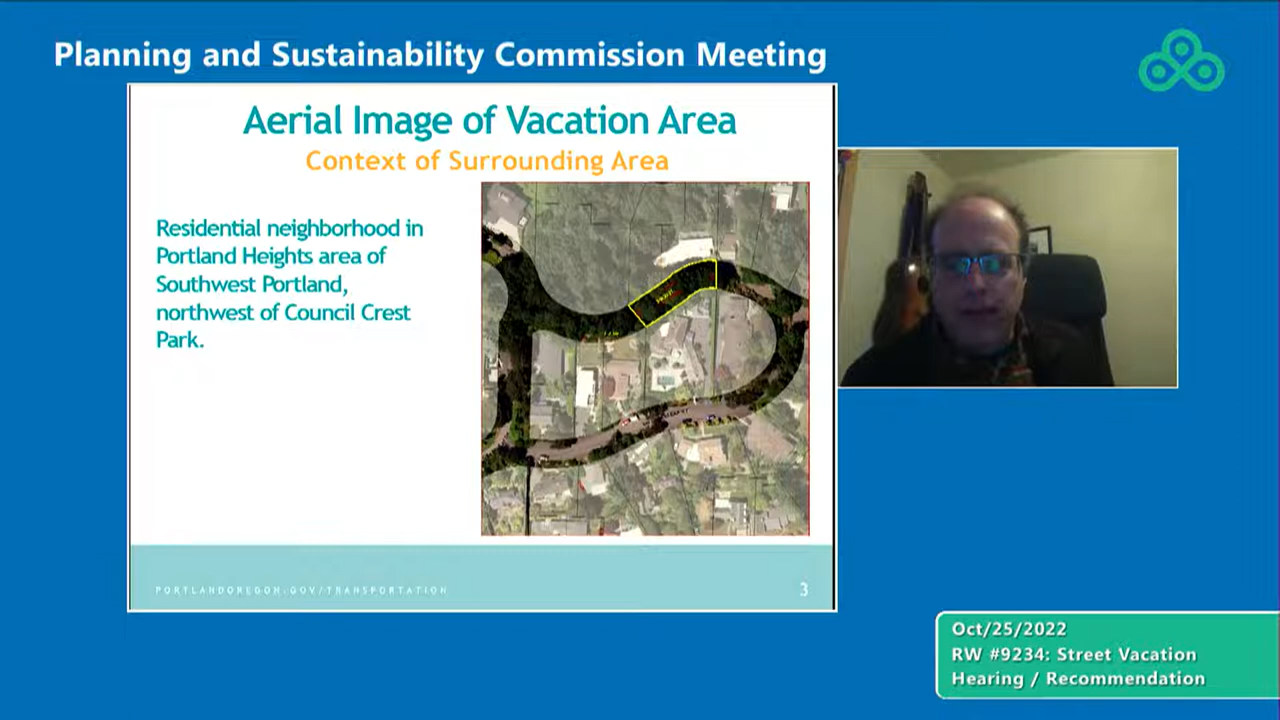 Planning and Sustainability Commission Meeting
Aerial Image of Vacation Area
Context of Surrounding Area
Residential neighborhood in
Portland Heights area of
Southwest Portland,
northwest of Council Crest
Park.
PORTLANDOREGON.GOV/TRANSPORTATION
3
Oct/25/2022
RW #9234: Street Vacation
Hearing / Recommendation